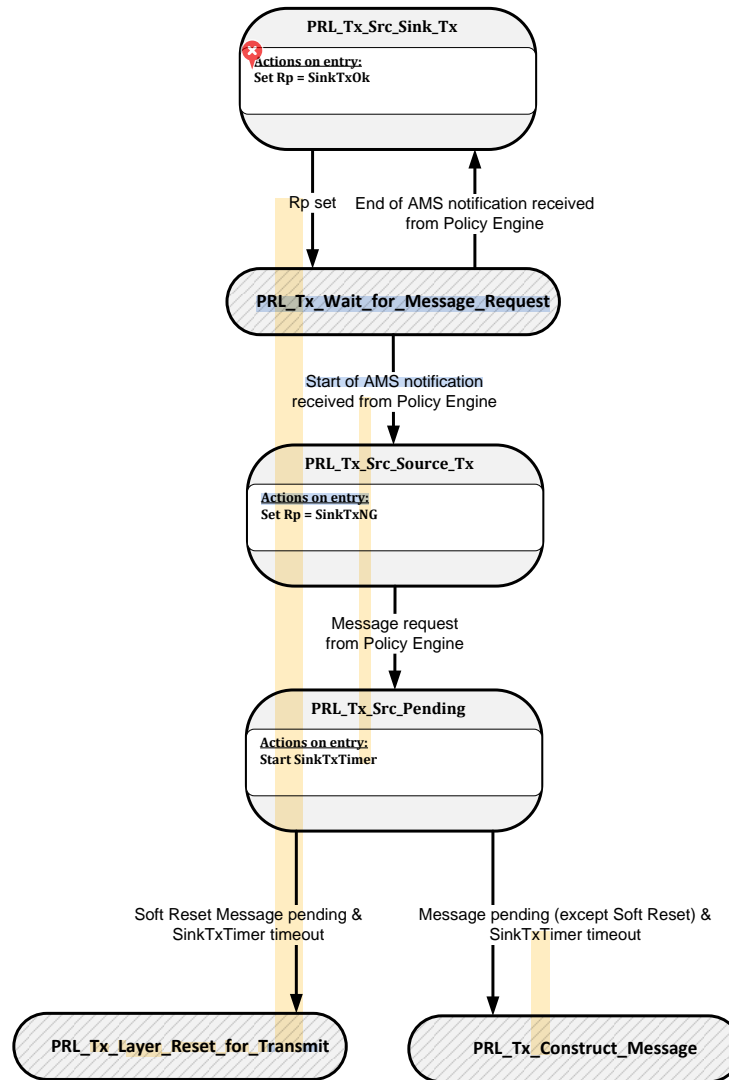 PRL_Tx_Src_Sink_Tx
Actions on entry:
Set Rp = SinkTxOk
Rp set
End of AMS notification received
from Policy Engine
PRL_Tx_Wait_for_Message_Request
Start of AMS notification
received from Policy Engine
PRL_Tx_Src_Source_Tx
Actions on entry:
Set Rp = SinkTxNG
Message request
from Policy Engine
PRL_Tx_Src_Pending
Actions on entry:
Start SinkTxTimer
Soft Reset Message pending &
SinkTxTimer timeout
Message pending (except Soft Reset) &
SinkTxTimer timeout
PRL_Tx_Layer_Reset_for_Transmit
PRL_Tx_Construct_Message